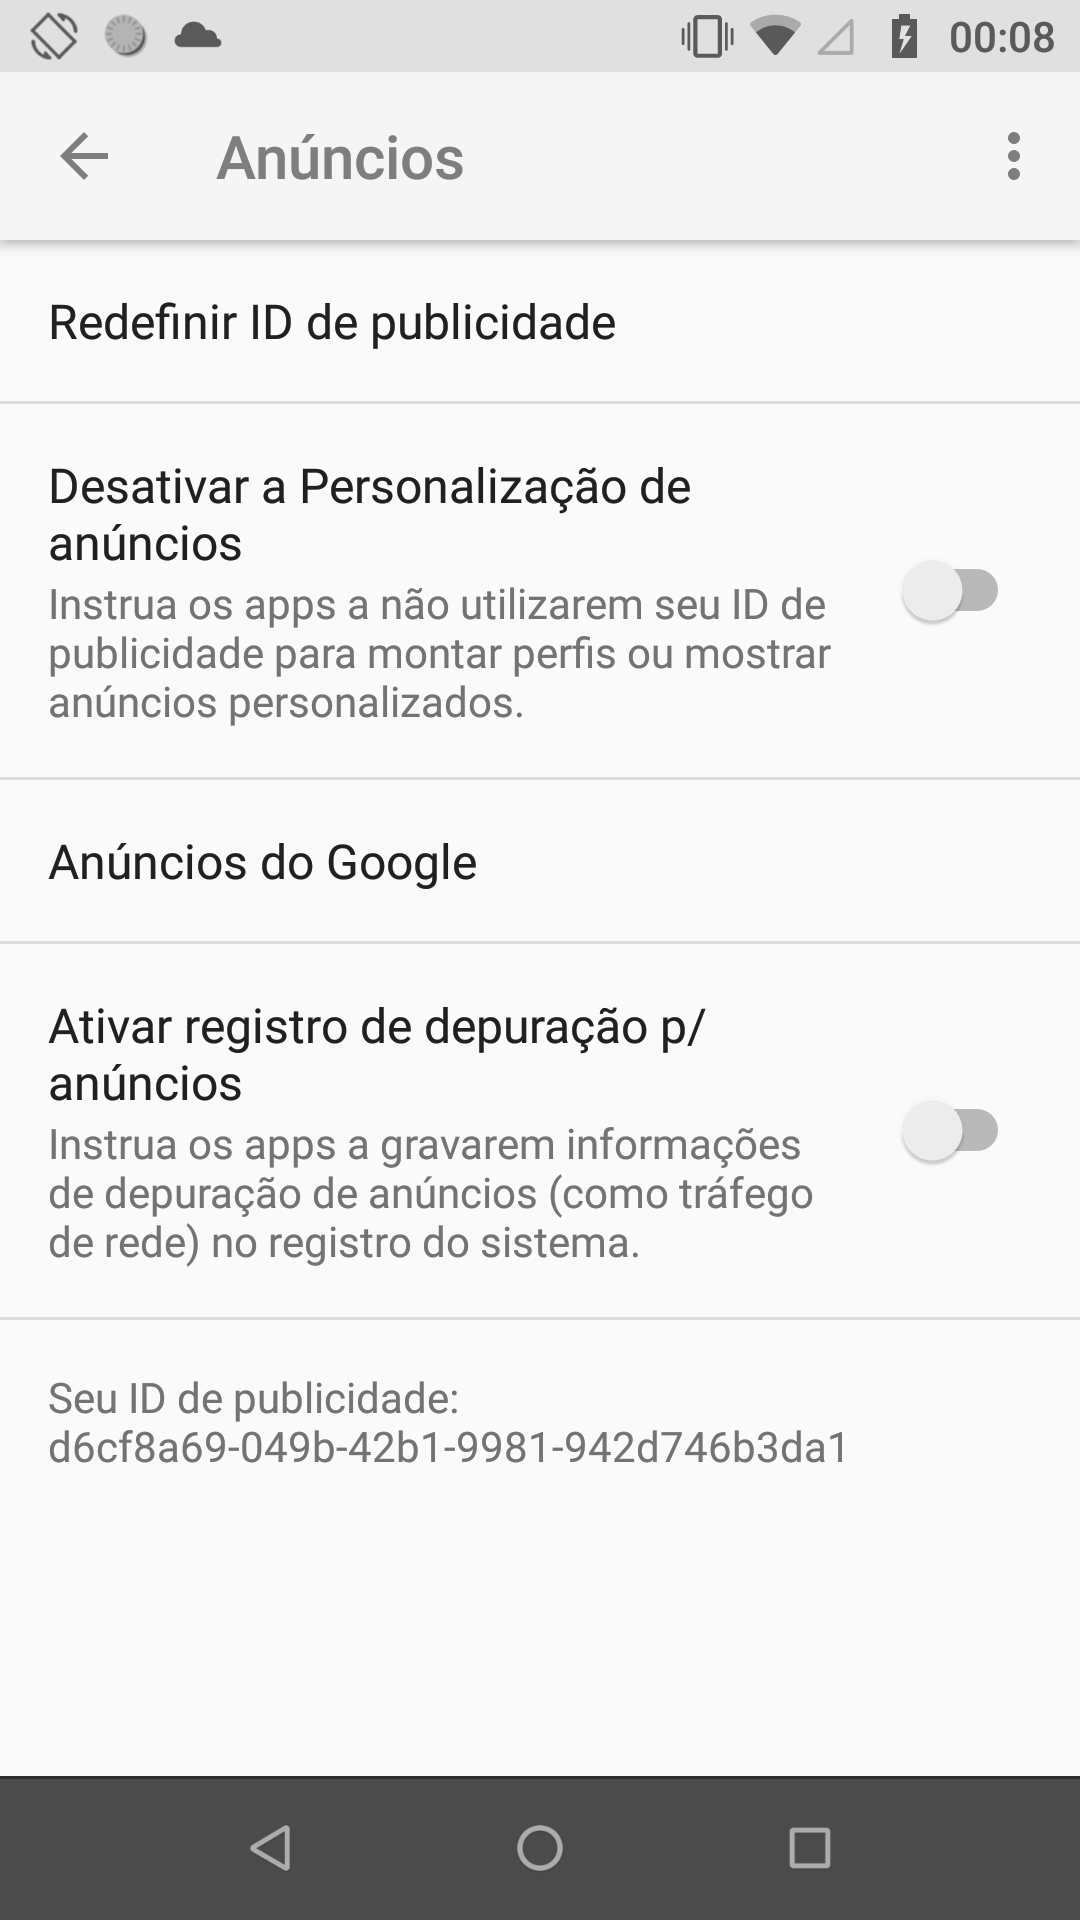 00:08
Anúncios
Redefinir ID de publicidade
Desativar a Personalização de
anúncios
Instrua os apps a não utilizarem seu ID de
publicidade para montar perfis ou mostrar
anúncios personalizados.
Anúncios do Google
Ativar registro de depuração p/
anúncios
Instrua os apps a gravarem informações
de depuração de anúncios (como tráfego
de rede) no registro do sistema.
Seu ID de publicidade:
d6cf8a69-049b-42b1-9981-942d746b3da1